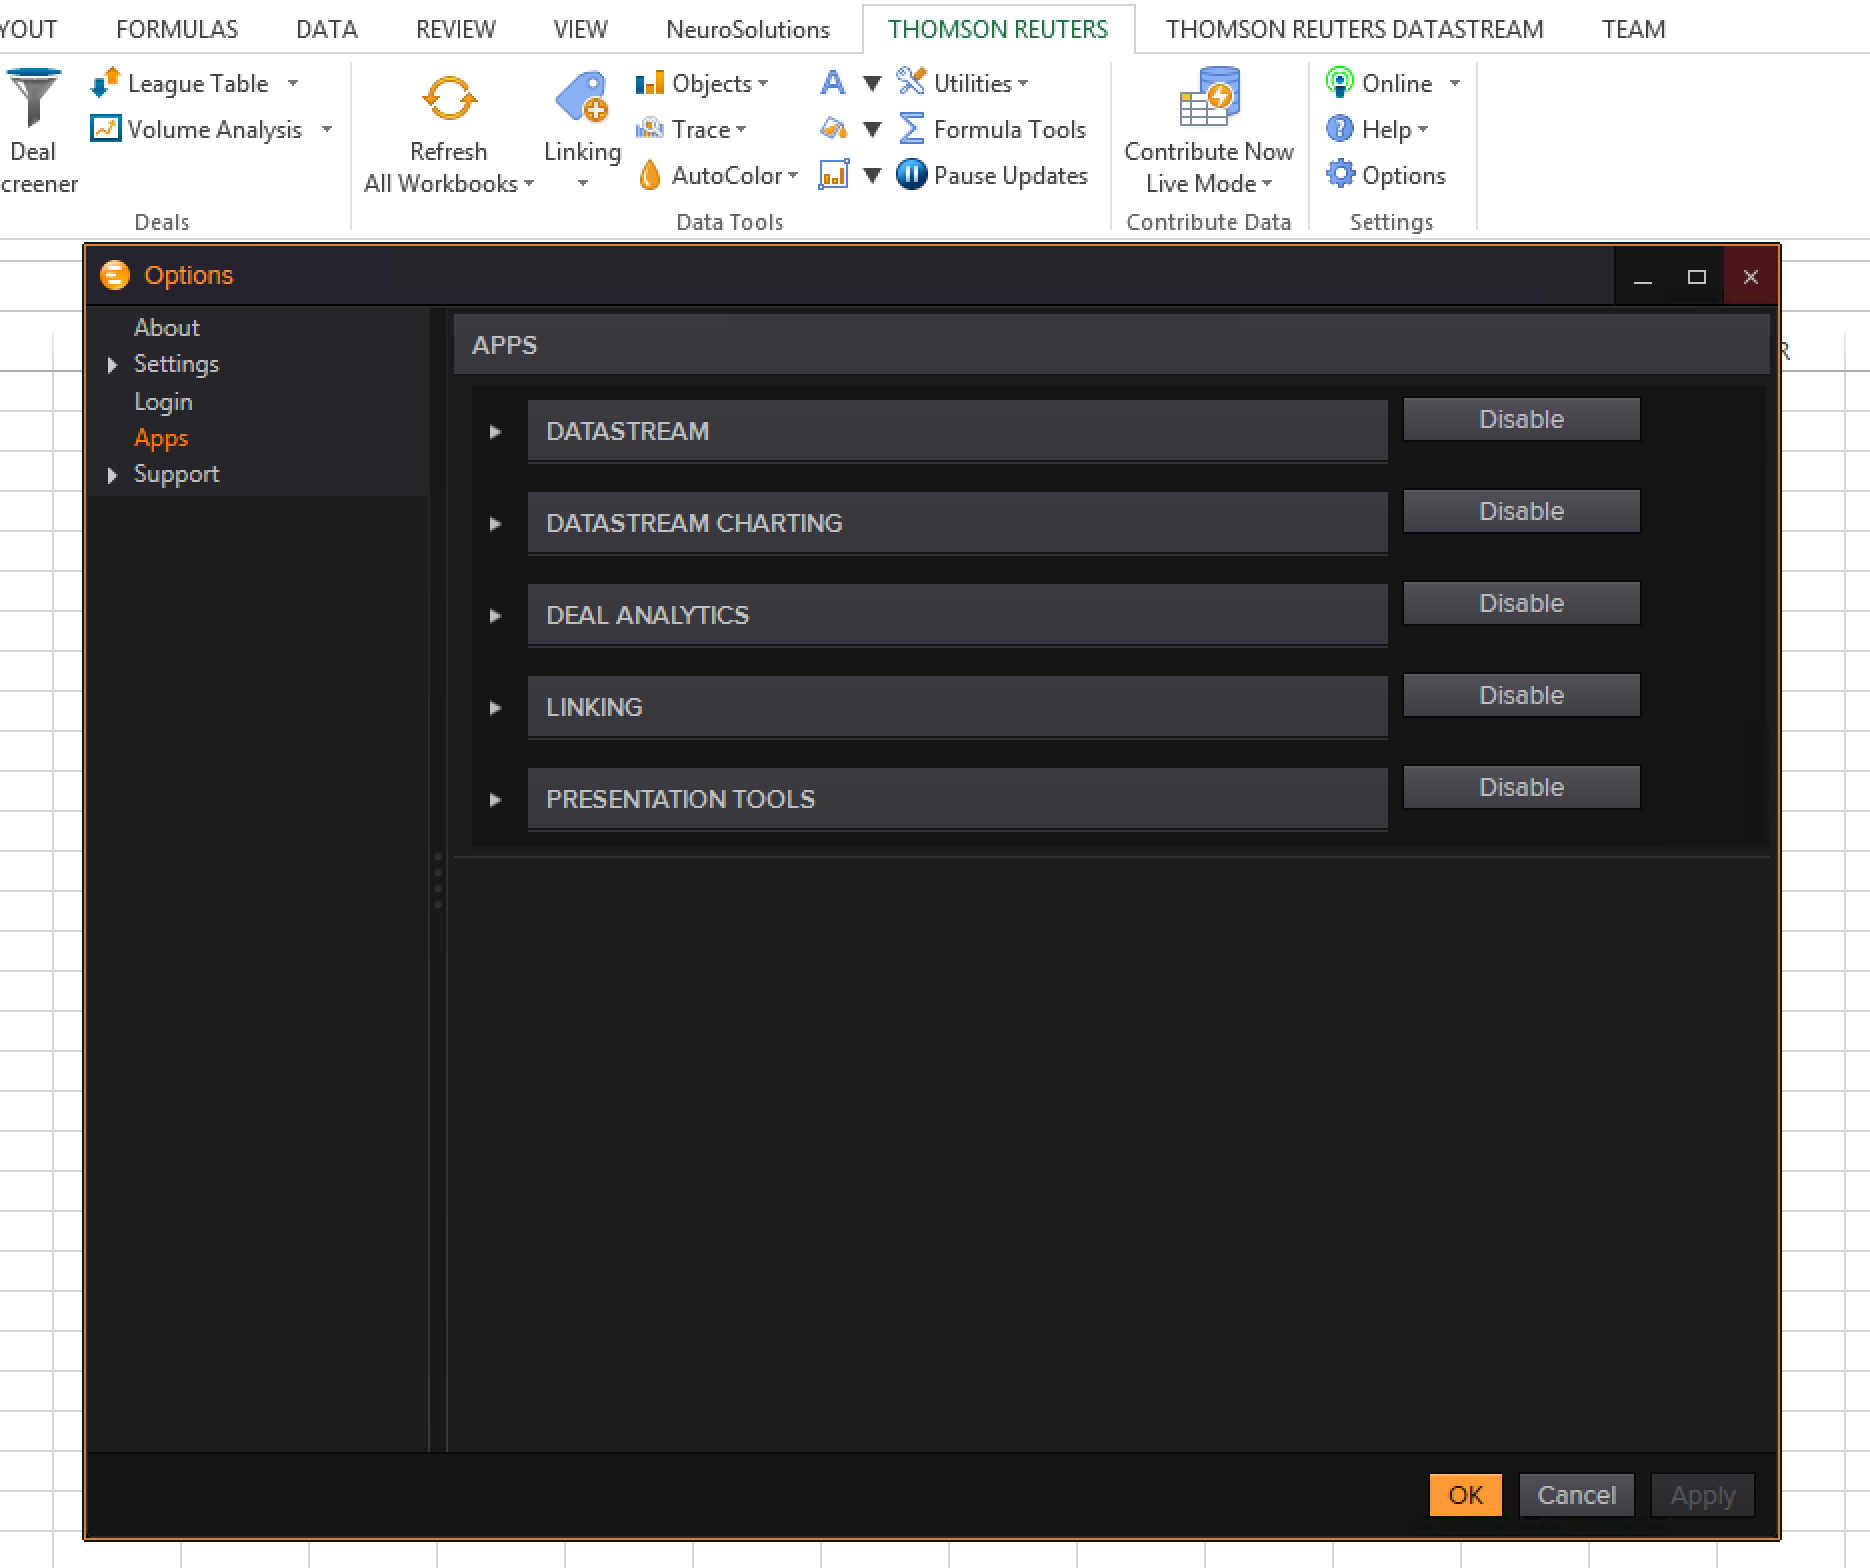 FORMULAS DATA REVIEW VIEW NeuroSolutions THOMSON REUTERS THOMSON REUTERS DATASTREAM TEAM
League Table Objects A Utilities Online
Volume Analysis Trace Formula Tools Help
Deal Refresh Linking Contribute Now
All Workbooks AutoColor Pause Updates Live Mode Options
Deals Data Tools Contribute Data Settings
Options
About
Settings
Login
Apps
Support
APPS
DATASTREAM Disable
DATASTREAM CHARTING Disable
DEAL ANALYTICS Disable
LINKING Disable
PRESENTATION TOOLS Disable
OK Cancel Apply